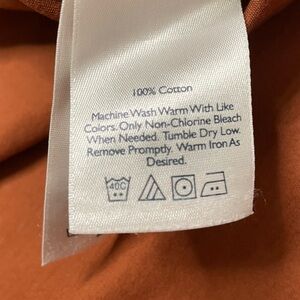 100% Cotton
Machine Wash Warm With Like
Colors. Only Non-Chlorine Bleach
When Needed. Tumble Dry Low.
Remove Promptly. Warm Iron As
Desired.
40C